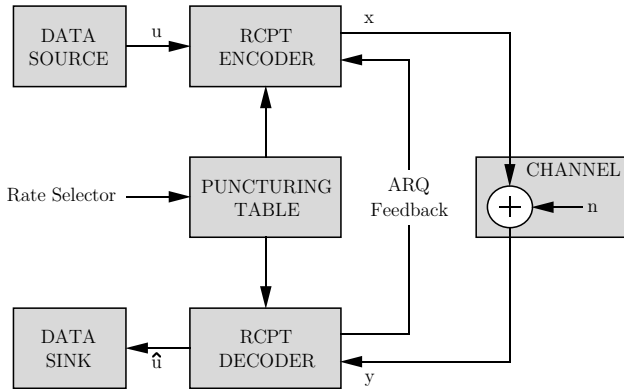 DATA
SOURCE
u
RCPT
ENCODER
x
Rate Selector
PUNCTURING
TABLE
ARQ
Feedback
CHANNEL
+
n
DATA
SINK
û
RCPT
DECODER
y